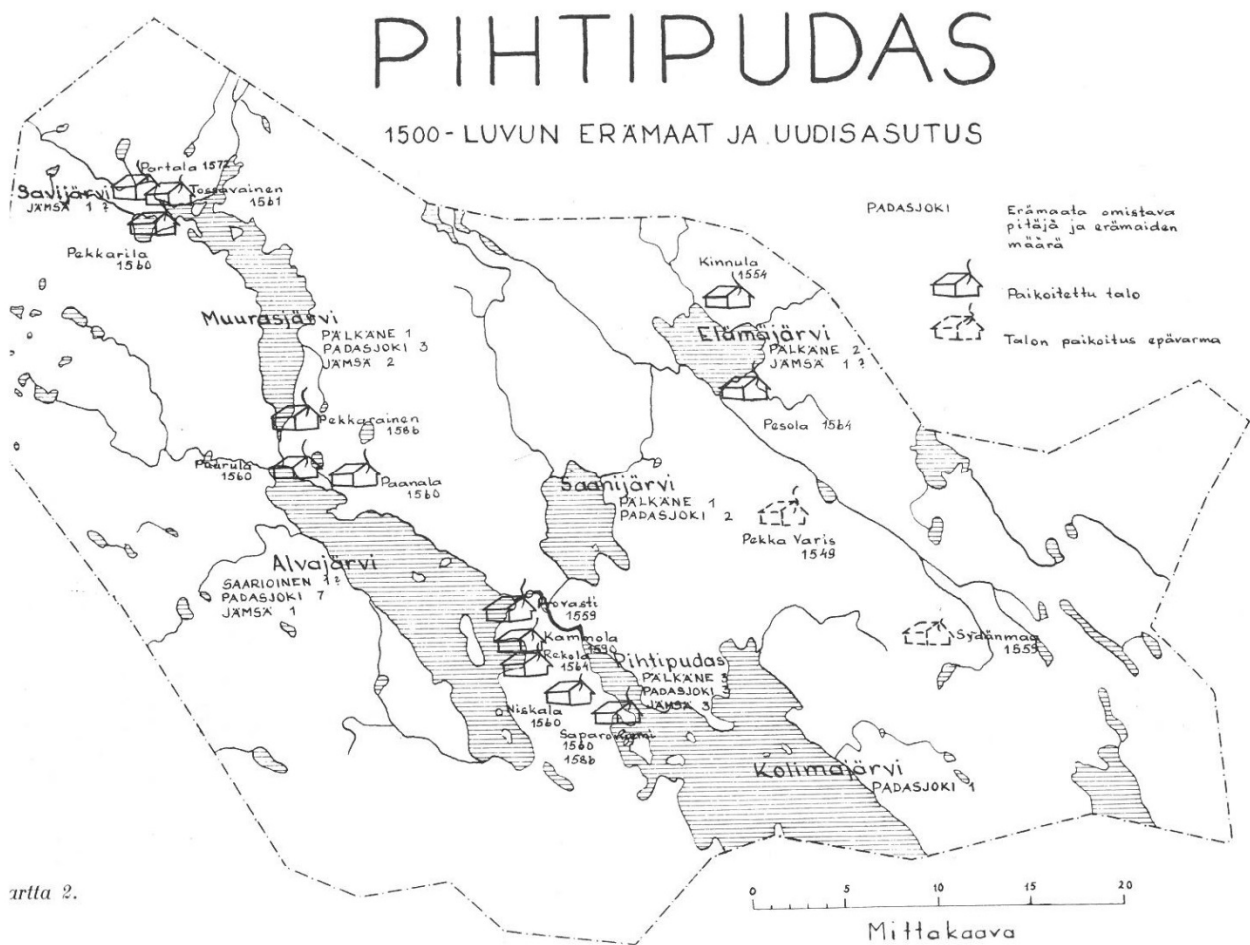 PIHTIPUDAS
1500-LUVUN ERÄMAAT JA UUDISASUTUS
PADASJOKI
Erämaata omistava
pitäjä ja erämaiden
määrä
Paikoitettu talo
Talon paikoitus epävarma
Partala 1572
Savijärvi
JÄMSÄ 1 ?
Tossavainen
1561
Pekkarila
1560
Muurasjärvi
PÄLKÄNE 1
PADASJOKI 3
JÄMSÄ 2
Kinnula
1554
Elämäjärvi
PÄLKÄNE 2
JÄMSÄ 1 ?
Pesola 1564
Pekkarainen
1586
Paurula
1560
Paanala
1560
Saanijärvi
PÄLKÄNE 1
PADASJOKI 2
Pekka Varis
1549
Alvajärvi
SAARIOINEN 1 ?
PADASJOKI 7
JÄMSÄ 1
Provasti
1559
Kammola
1590
Rekola
1564
Sydänmaa
1559
Pihtipudas
PÄLKÄNE 3
PADASJOKI 3
JÄMSÄ 3
Niskala
1560
Saparoniemi
1560
1586
Kolimajärvi
PADASJOKI 1
artta 2.
0 5 10 15 20
Mittakaava